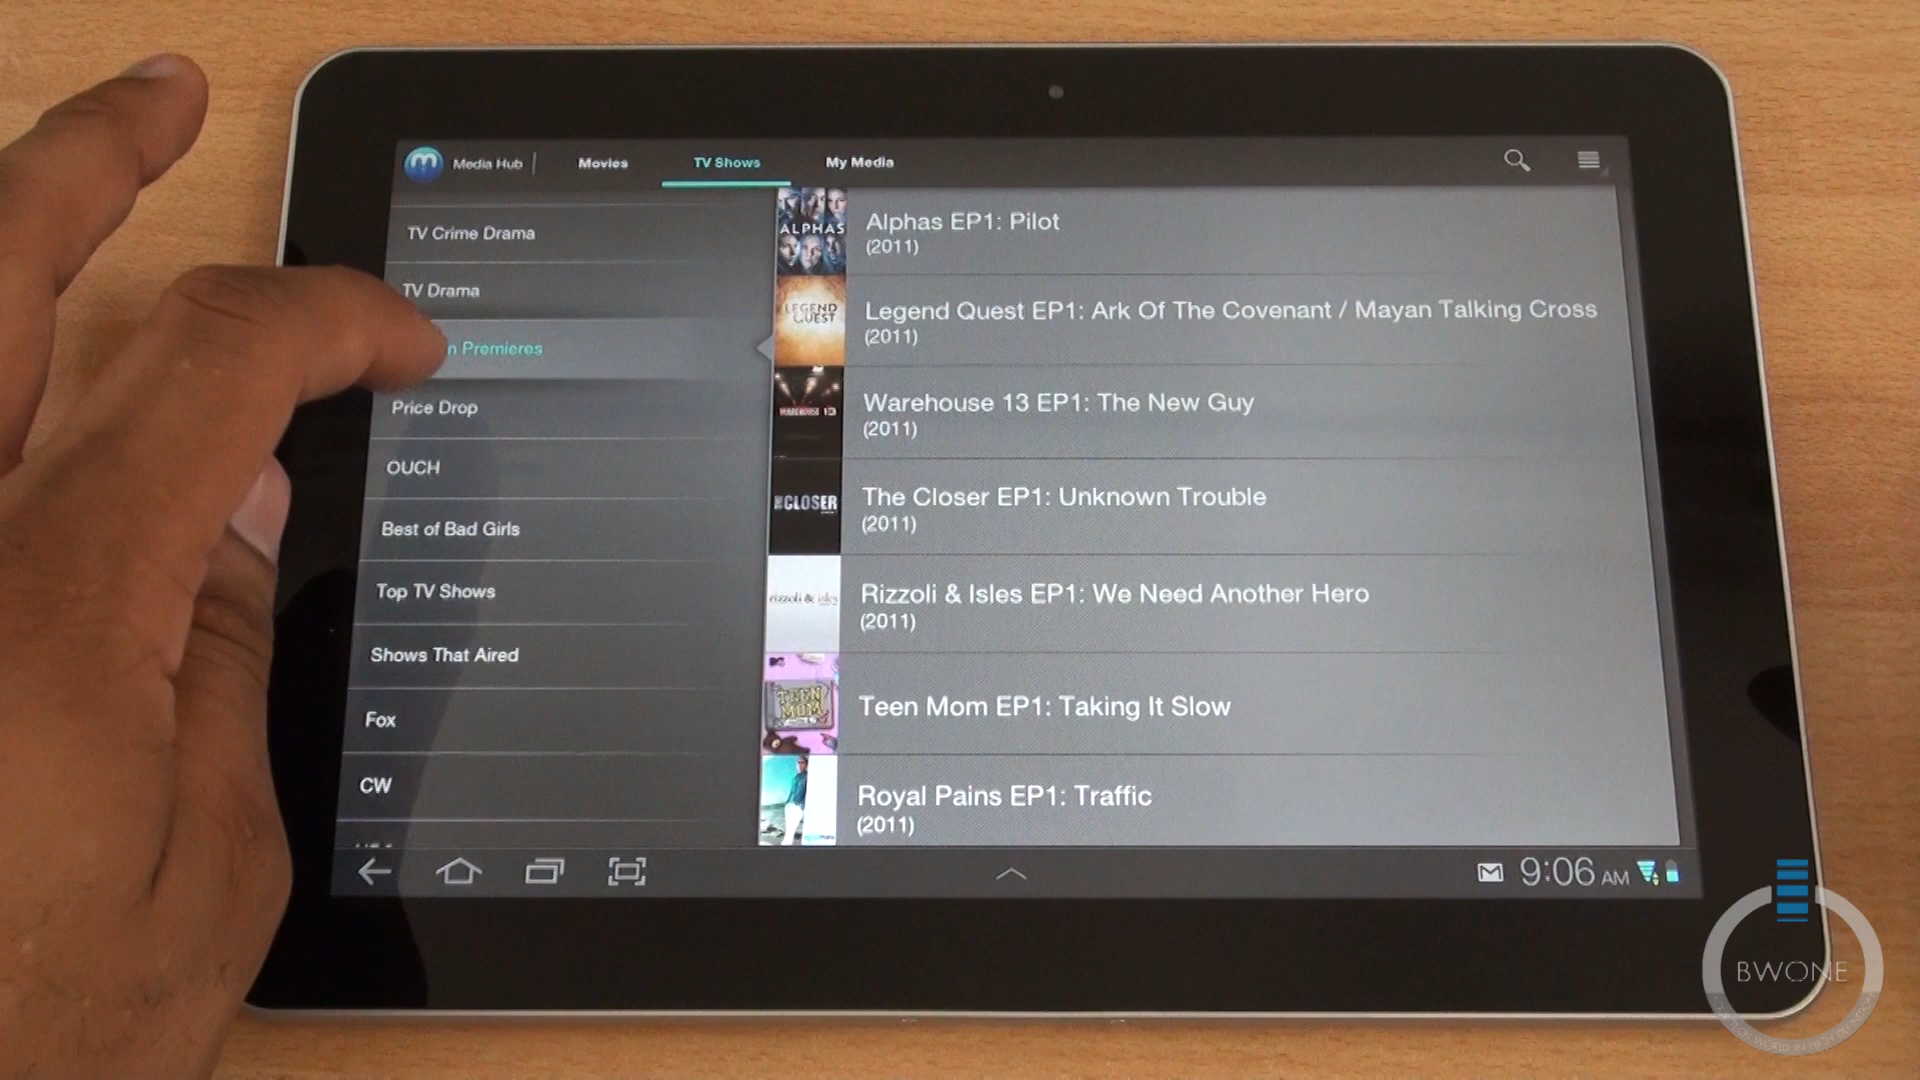 Media Hub
Movies
TV Shows
My Media
TV Crime Drama
TV Drama
n Premieres
Price Drop
OUCH
Best of Bad Girls
Top TV Shows
Shows That Aired
Fox
CW
ALPHAS
Alphas EP1: Pilot
(2011)
LEGEND
QUEST
Legend Quest EP1: Ark Of The Covenant / Mayan Talking Cross
(2011)
WAREHOUSE 13
Warehouse 13 EP1: The New Guy
(2011)
THE CLOSER
The Closer EP1: Unknown Trouble
(2011)
rizzoli & isles
Rizzoli & Isles EP1: We Need Another Hero
(2011)
TEEN
MOM
Teen Mom EP1: Taking It Slow
Royal Pains EP1: Traffic
(2011)
9:06 AM
BWONE